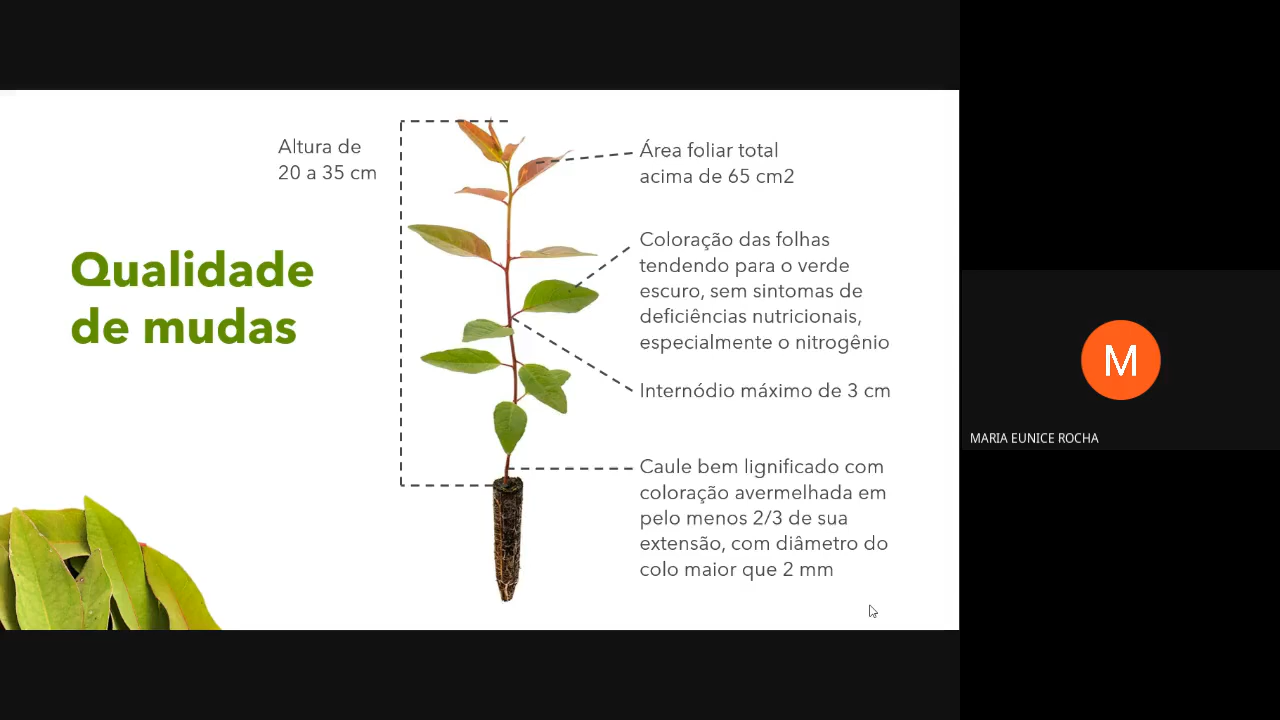 Altura de
20 a 35 cm
Qualidade
de mudas
Área foliar total
acima de 65 cm2
Coloração das folhas
tendendo para o verde
escuro, sem sintomas de
deficiências nutricionais,
especialmente o nitrogênio
Internódio máximo de 3 cm
Caule bem lignificado com
coloração avermelhada em
pelo menos 2/3 de sua
extensão, com diâmetro do
colo maior que 2 mm
M
MARIA EUNICE ROCHA